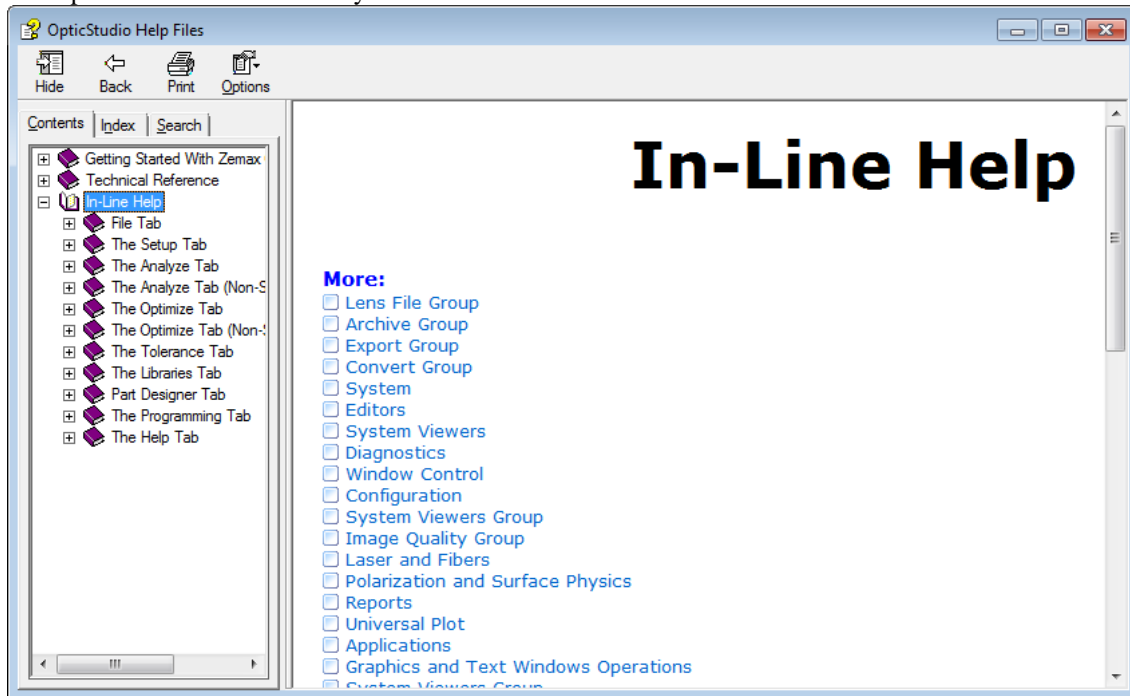 OpticStudio Help Files
Hide Back Print Options
Contents Index Search
Getting Started With Zemax
Technical Reference
In-Line Help
File Tab
The Setup Tab
The Analyze Tab
The Analyze Tab (Non-S
The Optimize Tab
The Optimize Tab (Non-
The Tolerance Tab
The Libraries Tab
Part Designer Tab
The Programming Tab
The Help Tab
In-Line Help
More:
Lens File Group
Archive Group
Export Group
Convert Group
System
Editors
System Viewers
Diagnostics
Window Control
Configuration
System Viewers Group
Image Quality Group
Laser and Fibers
Polarization and Surface Physics
Reports
Universal Plot
Applications
Graphics and Text Windows Operations
System Viewers Group